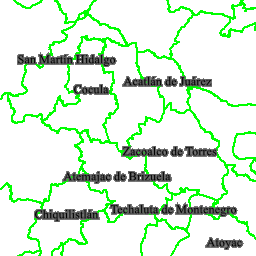 San Martín Hidalgo
Acatlán de Juárez
Cocula
Zacoalco de Torres
Atemajac de Brizuela
Techaluta de Montenegro
Chiquilistlán
Atoyac